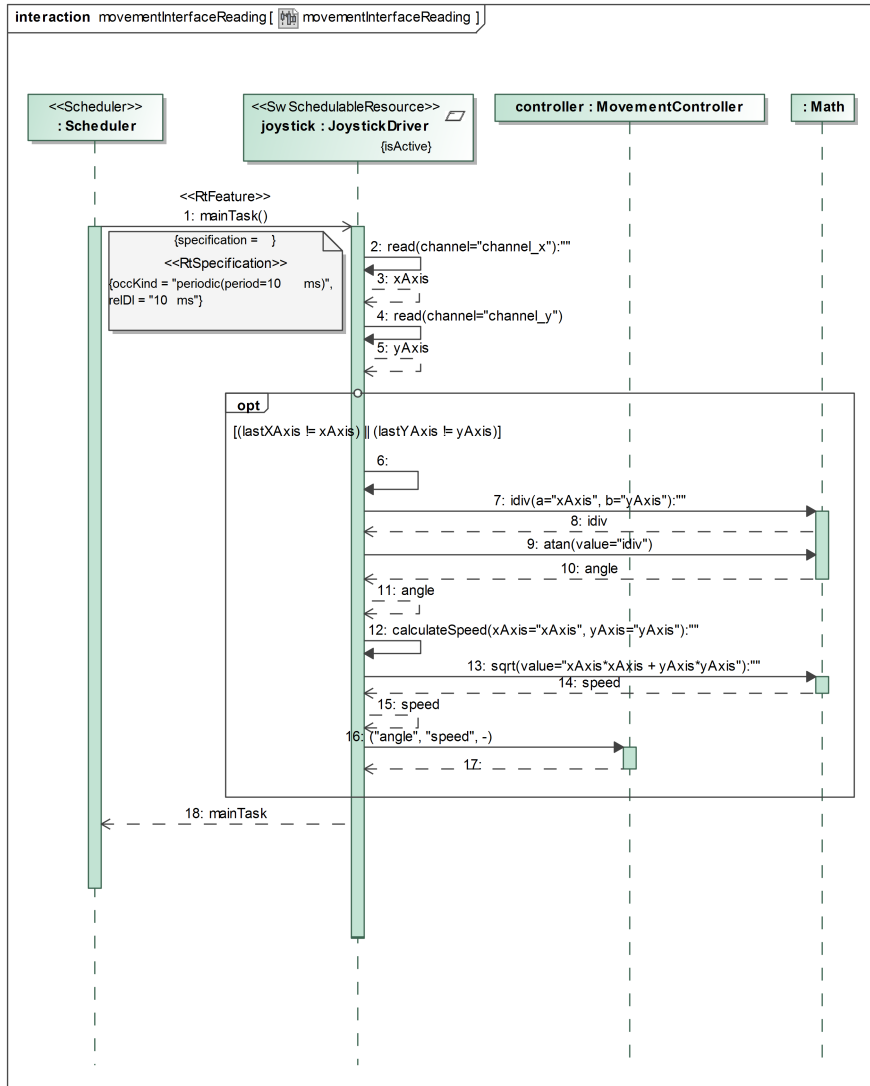 interaction movementInterfaceReading [ movementInterfaceReading ]
<<Scheduler>>
: Scheduler
<<SwSchedulableResource>>
joystick : JoystickDriver
{isActive}
controller : MovementController
: Math
<<RtFeature>>
1: mainTask()
{specification = }
<<RtSpecification>>
{occKind = "periodic(period=10 ms)",
relDl = "10 ms"}
2: read(channel="channel_x"):""
3: xAxis
4: read(channel="channel_y")
5: yAxis
opt
[(lastXAxis != xAxis) || (lastYAxis != yAxis)]
6:
7: idiv(a="xAxis", b="yAxis"):""
8: idiv
9: atan(value="idiv")
10: angle
11: angle
12: calculateSpeed(xAxis="xAxis", yAxis="yAxis"):""
13: sqrt(value="xAxis*xAxis + yAxis*yAxis"):""
14: speed
15: speed
16: ("angle", "speed", -)
17:
18: mainTask